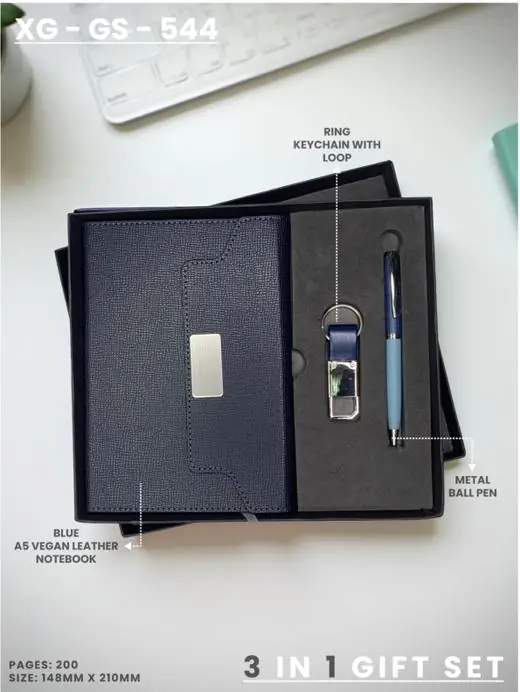 XG - GS - 544
RING
KEYCHAIN WITH
LOOP
METAL
BALL PEN
BLUE
A5 VEGAN LEATHER
NOTEBOOK
PAGES: 200
SIZE: 148MM X 210MM
3 IN 1 GIFT SET